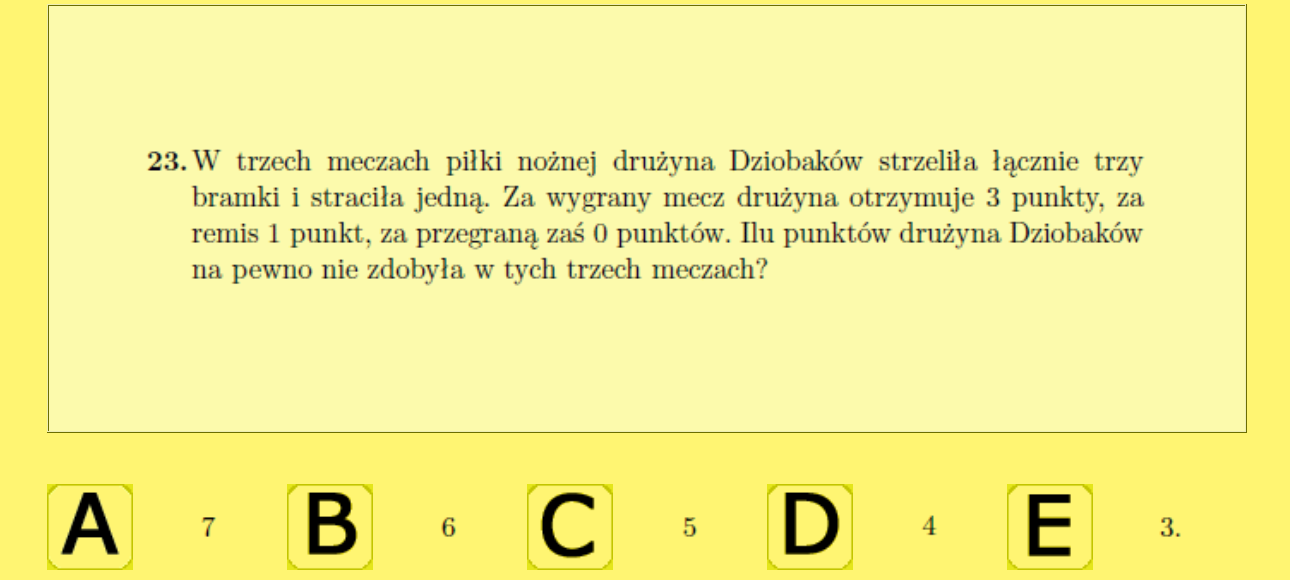 23. W trzech meczach piłki nożnej drużyna Dziobaków strzeliła łącznie trzy
bramki i straciła jedną. Za wygrany mecz drużyna otrzymuje 3 punkty, za
remis 1 punkt, za przegraną zaś 0 punktów. Ilu punktów drużyna Dziobaków
na pewno nie zdobyła w tych trzech meczach?
A 7 B 6 C 5 D 4 E 3.